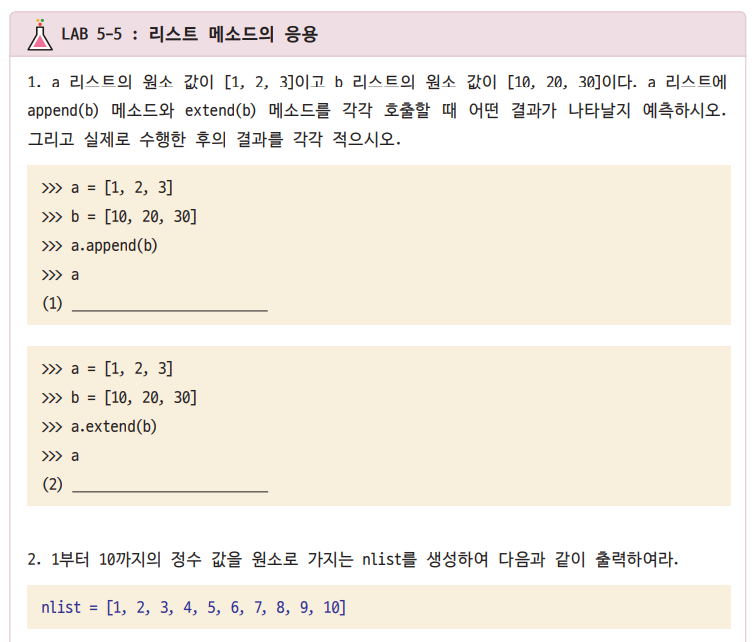 LAB 5-5 : 리스트 메소드의 응용
1. a 리스트의 원소 값이 [1, 2, 3]이고 b 리스트의 원소 값이 [10, 20, 30]이다. a 리스트에
append(b) 메소드와 extend(b) 메소드를 각각 호출할 때 어떤 결과가 나타날지 예측하시오.
그리고 실제로 수행한 후의 결과를 각각 적으시오.
>>> a = [1, 2, 3]
>>> b = [10, 20, 30]
>>> a.append(b)
>>> a
(1) ______________________
>>> a = [1, 2, 3]
>>> b = [10, 20, 30]
>>> a.extend(b)
>>> a
(2) ______________________
2. 1부터 10까지의 정수 값을 원소로 가지는 nlist를 생성하여 다음과 같이 출력하여라.
nlist = [1, 2, 3, 4, 5, 6, 7, 8, 9, 10]